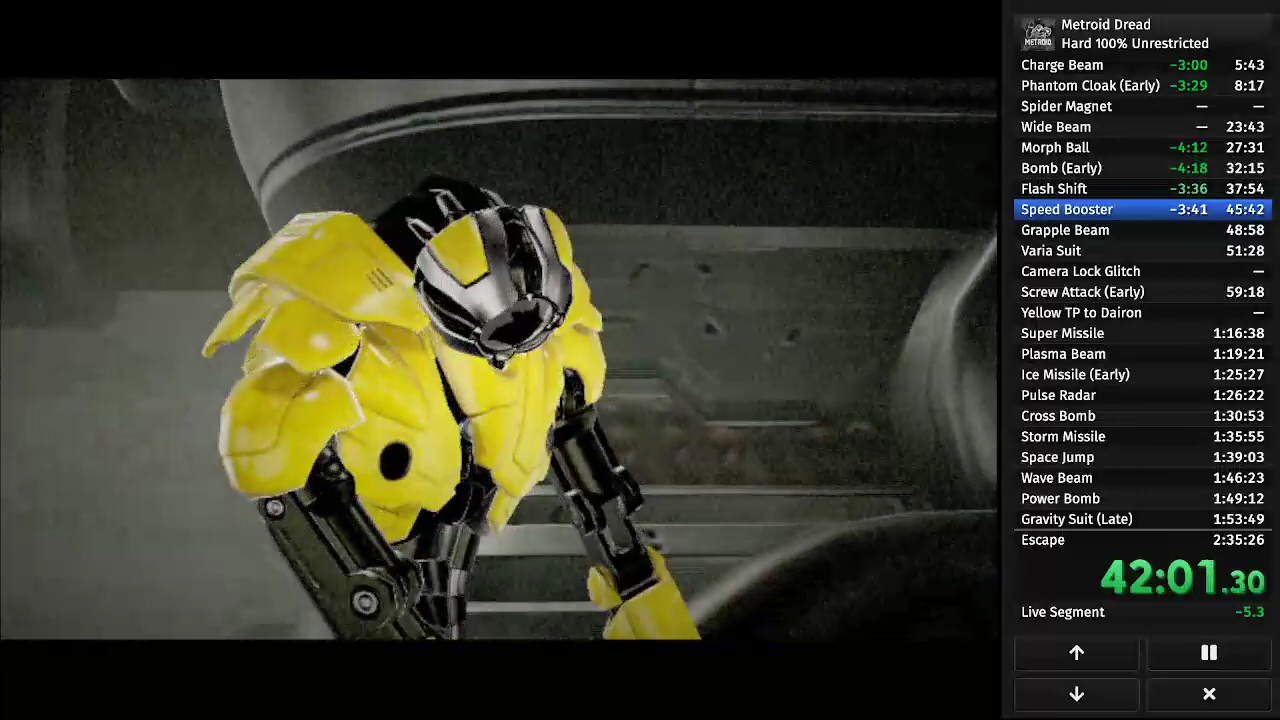 Metroid Dread
Hard 100% Unrestricted
METROID
Charge Beam −3:00 5:43
Phantom Cloak (Early) −3:29 8:17
Spider Magnet — —
Wide Beam — 23:43
Morph Ball −4:12 27:31
Bomb (Early) −4:18 32:15
Flash Shift −3:36 37:54
Speed Booster −3:41 45:42
Grapple Beam 48:58
Varia Suit 51:28
Camera Lock Glitch —
Screw Attack (Early) 59:18
Yellow TP to Dairon —
Super Missile 1:16:38
Plasma Beam 1:19:21
Ice Missile (Early) 1:25:27
Pulse Radar 1:26:22
Cross Bomb 1:30:53
Storm Missile 1:35:55
Space Jump 1:39:03
Wave Beam 1:46:23
Power Bomb 1:49:12
Gravity Suit (Late) 1:53:49
Escape 2:35:26
42:01.30
Live Segment −5.3